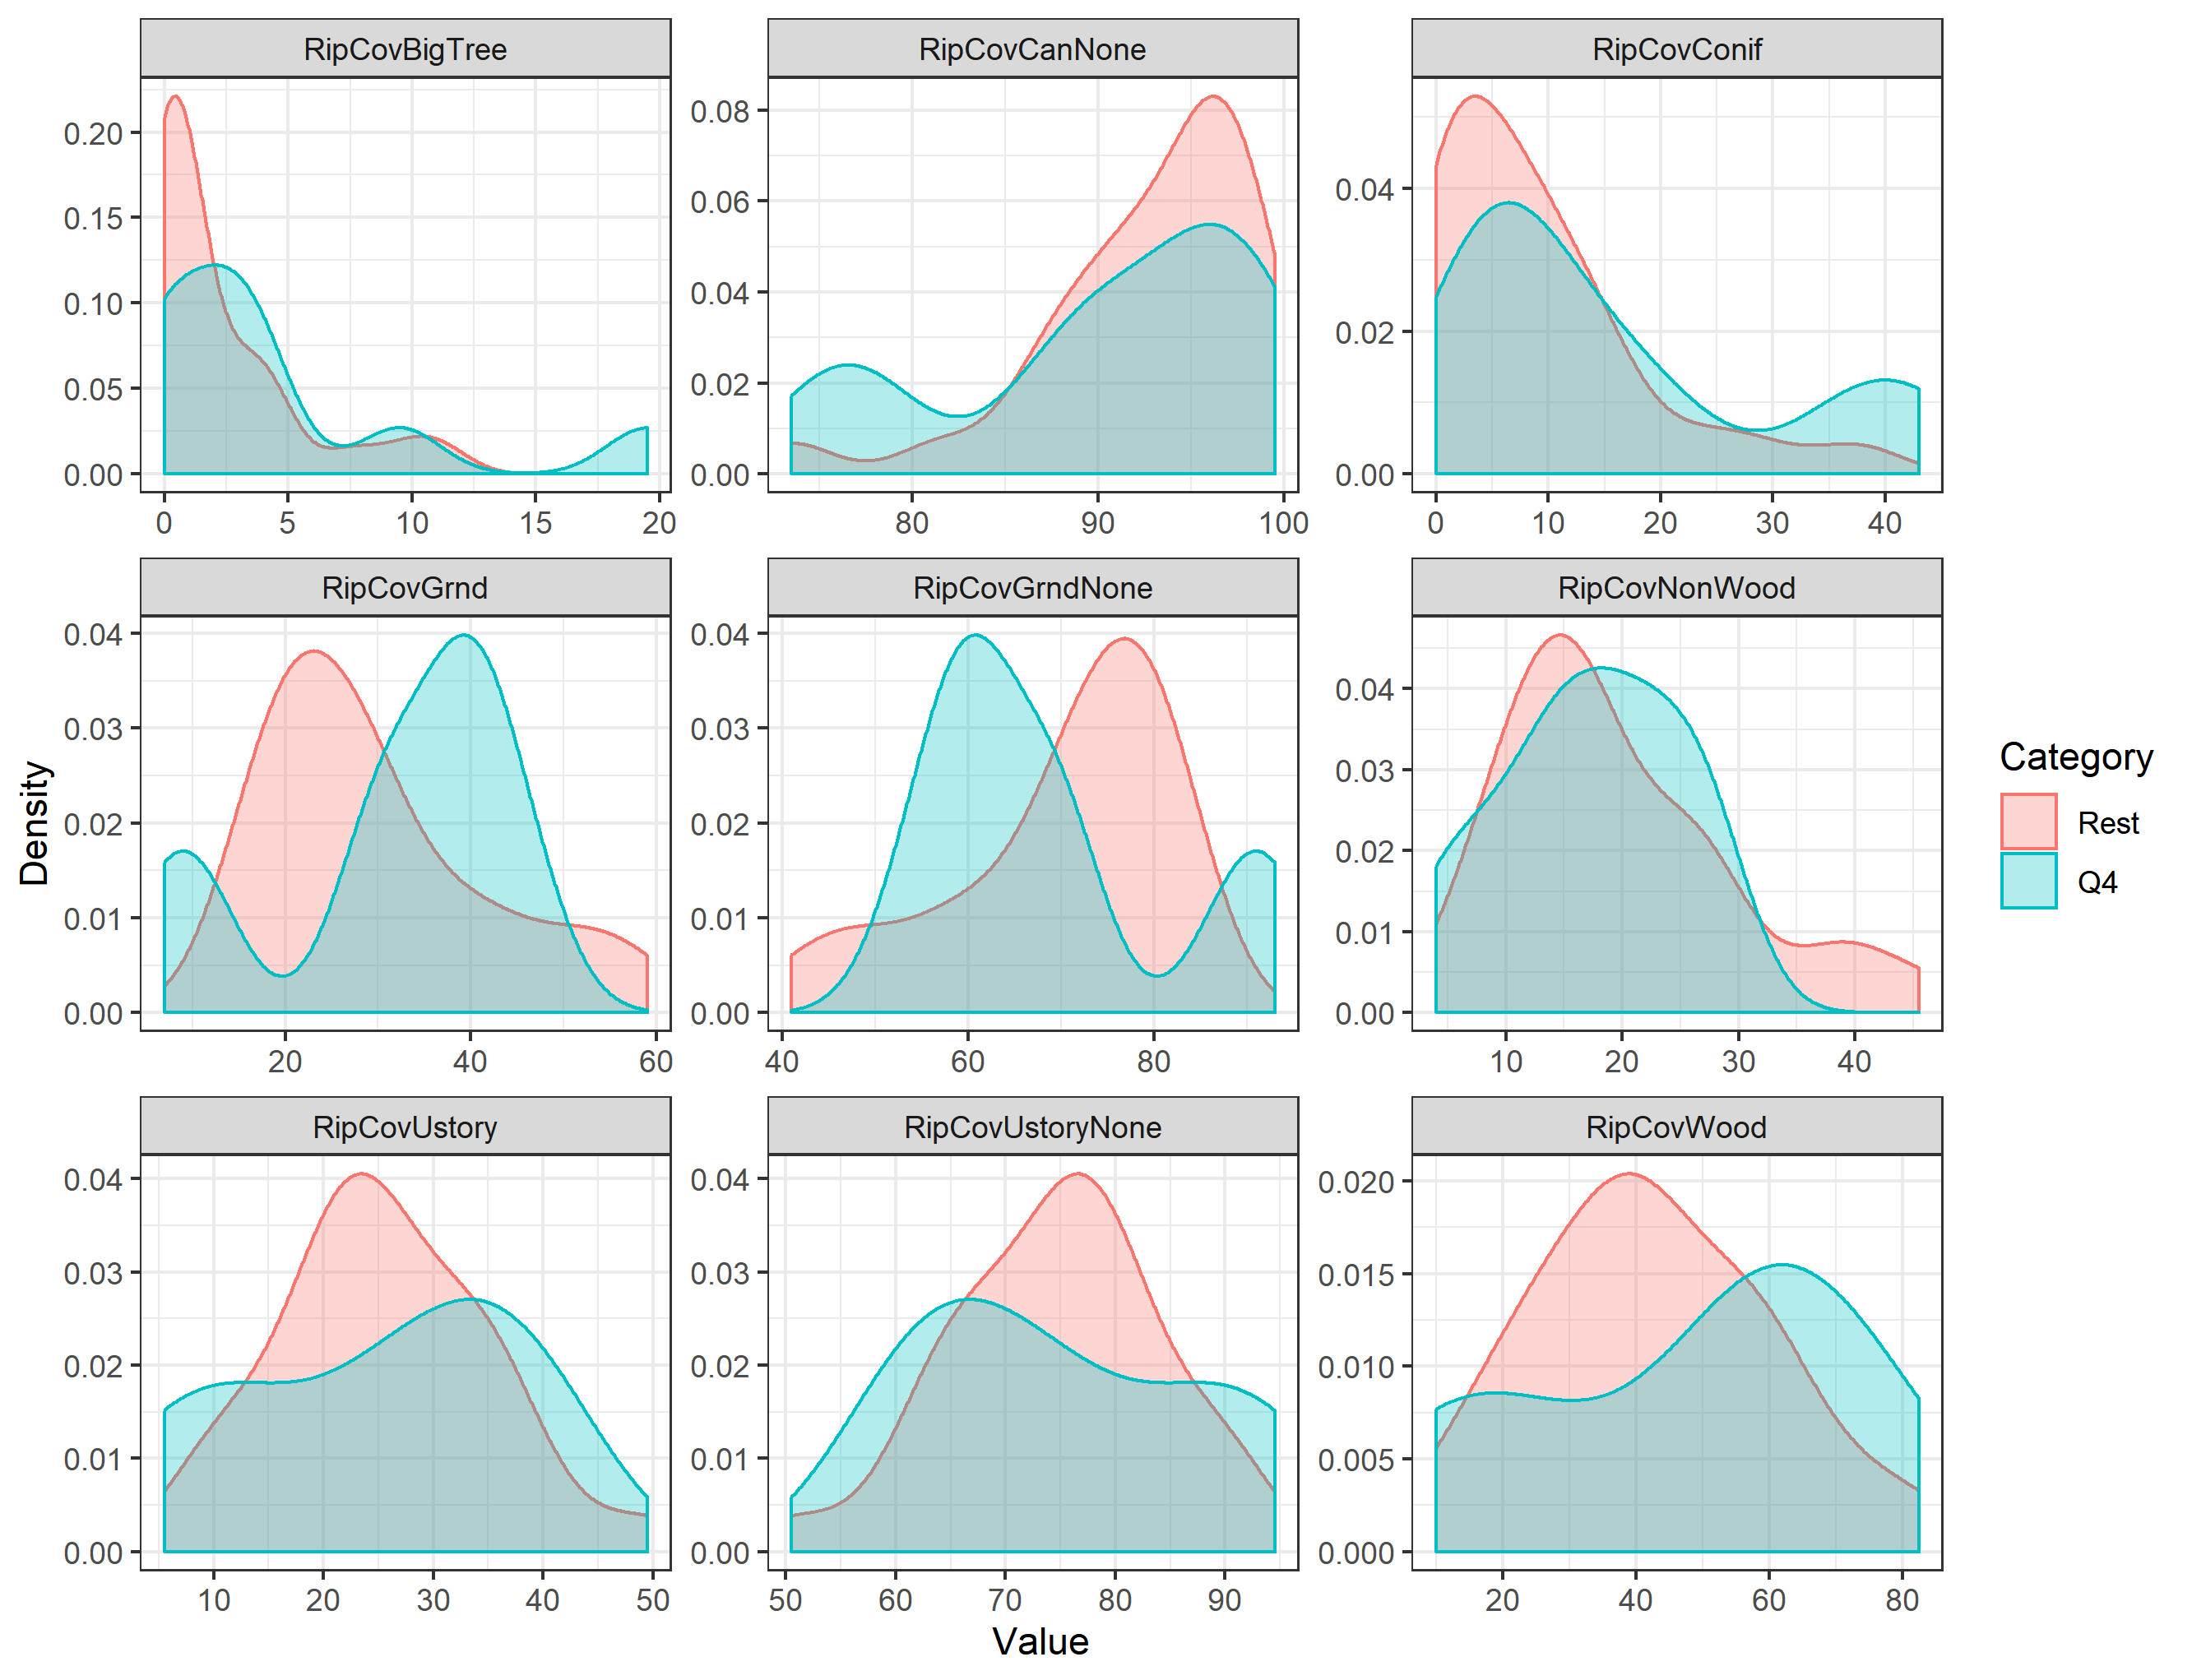 RipCovBigTree RipCovCanNone RipCovConif
0.20 0.15 0.10 0.05 0.00
0.08 0.06 0.04 0.02 0.00
0.04 0.02 0.00
0 5 10 15 20
80 90 100
0 10 20 30 40
RipCovGrnd RipCovGrndNone RipCovNonWood
0.04 0.03 0.02 0.01 0.00
0.04 0.03 0.02 0.01 0.00
0.04 0.03 0.02 0.01 0.00
20 40 60
40 60 80
10 20 30 40
RipCovUstory RipCovUstoryNone RipCovWood
0.04 0.03 0.02 0.01 0.00
0.04 0.03 0.02 0.01 0.00
0.020 0.015 0.010 0.005 0.000
10 20 30 40 50
50 60 70 80 90
20 40 60 80
Density
Value
Category
Rest
Q4